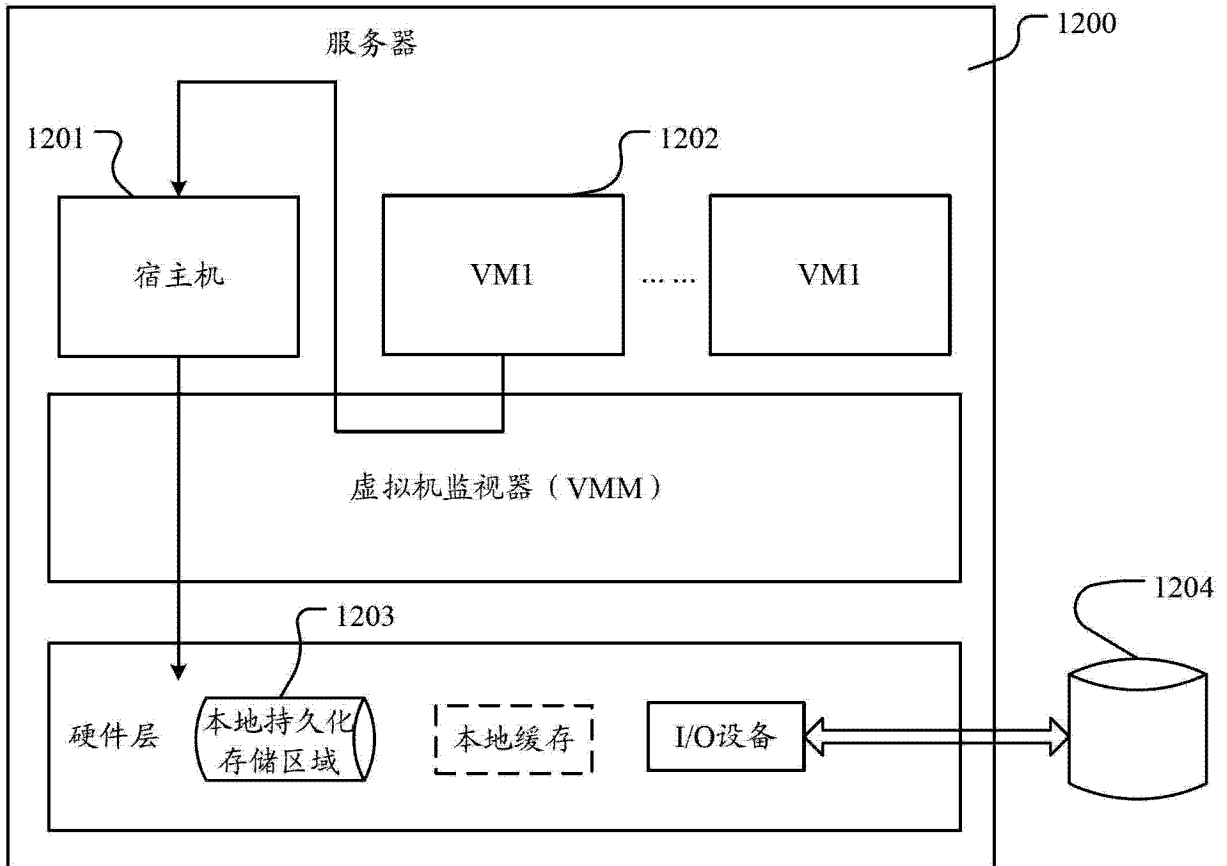 服务器
1200
1201
1202
宿主机
VM1
... ...
VM1
虚拟机监视器（VMM）
1203
1204
硬件层
本地持久化
存储区域
本地缓存
I/O设备